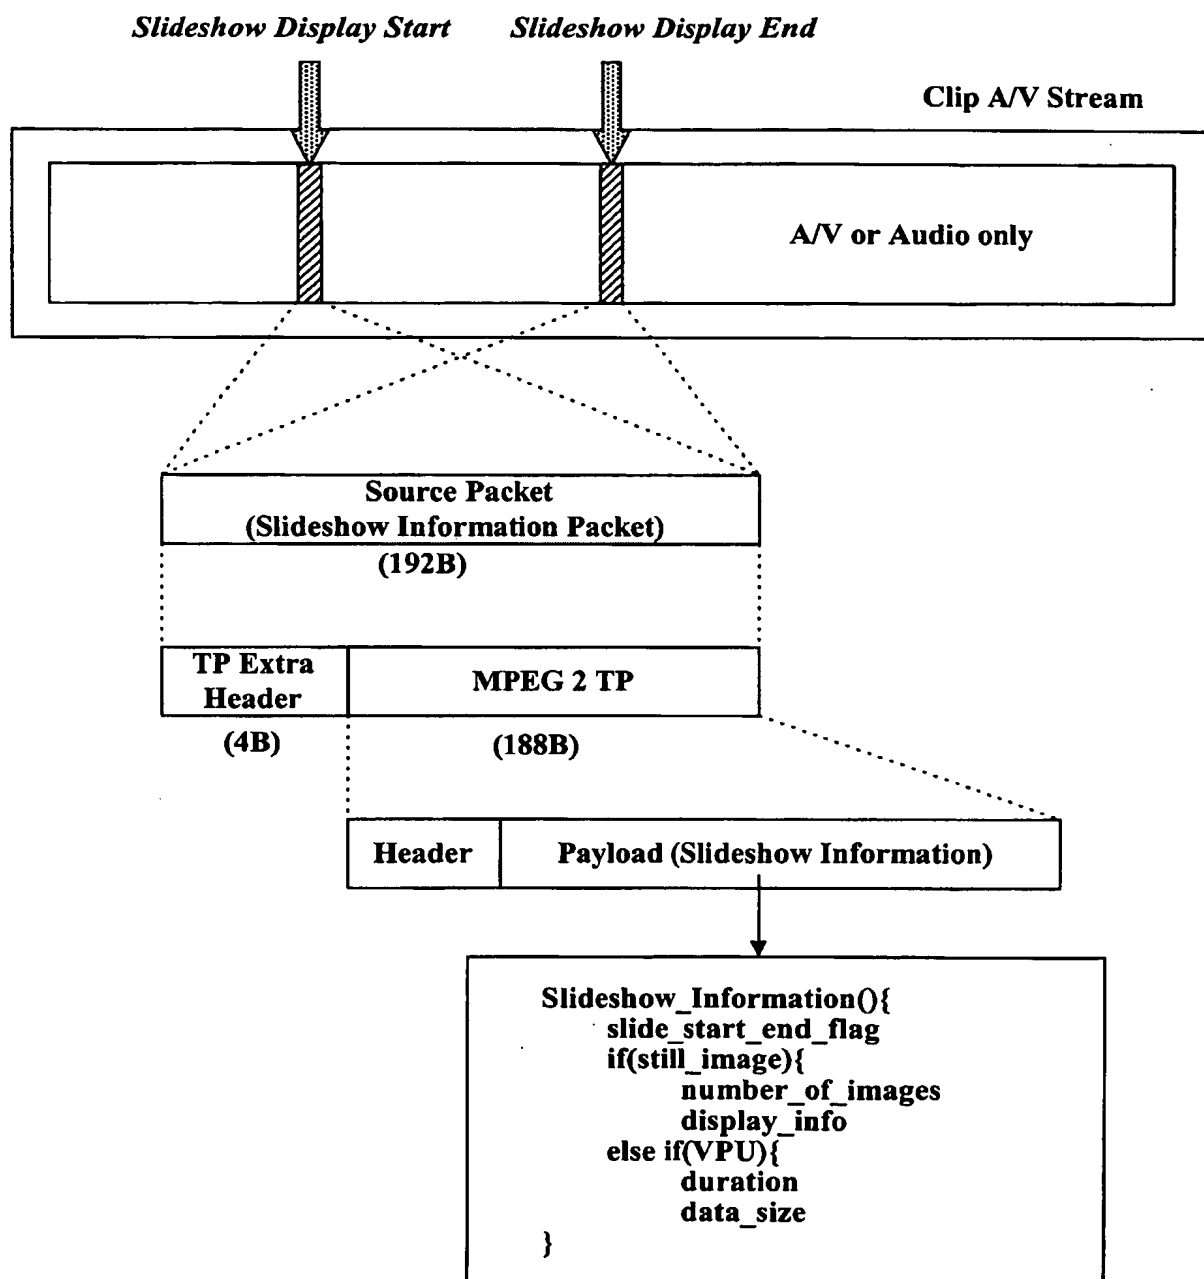 Slideshow Display Start
Slideshow Display End
Clip A/V Stream
A/V or Audio only
Source Packet
(Slideshow Information Packet)
(192B)
TP Extra
Header
MPEG 2 TP
(4B)
(188B)
Header
Payload (Slideshow Information)
Slideshow_Information(){
slide_start_end_flag
if(still_image){
number_of_images
display_info
else if(VPU){
duration
data_size
}